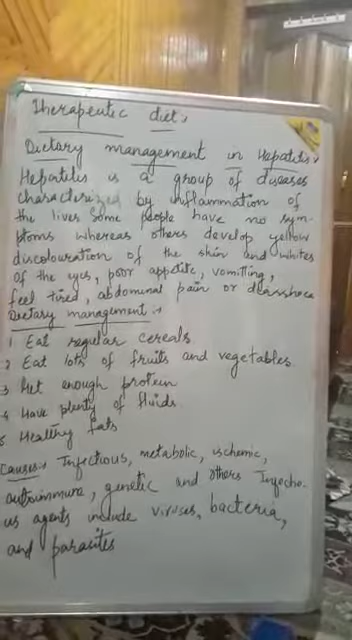 Therapeutic diet:
Dietary management in Hepatitis:
Hepatitis is a group of diseases
characterized by inflammation of
the lives Some people have no sym-
ptoms whereas others develop yellow
discolouration of the skin and whites
of the eyes, poor appetite, vomitting,
feel tired, abdominal pain or diarrhoea
Dietary management :→
1 Eat regular cereals
2 Eat lots of fruits and vegetables
3 Get enough protein
4 Have plenty of fluids.
5 Healthy fats
Causes:→ Infectious, metabolic, ischemic,
autoimmune, genetic and others Infectio-
us agents include viruses, bacteria,
and parasites